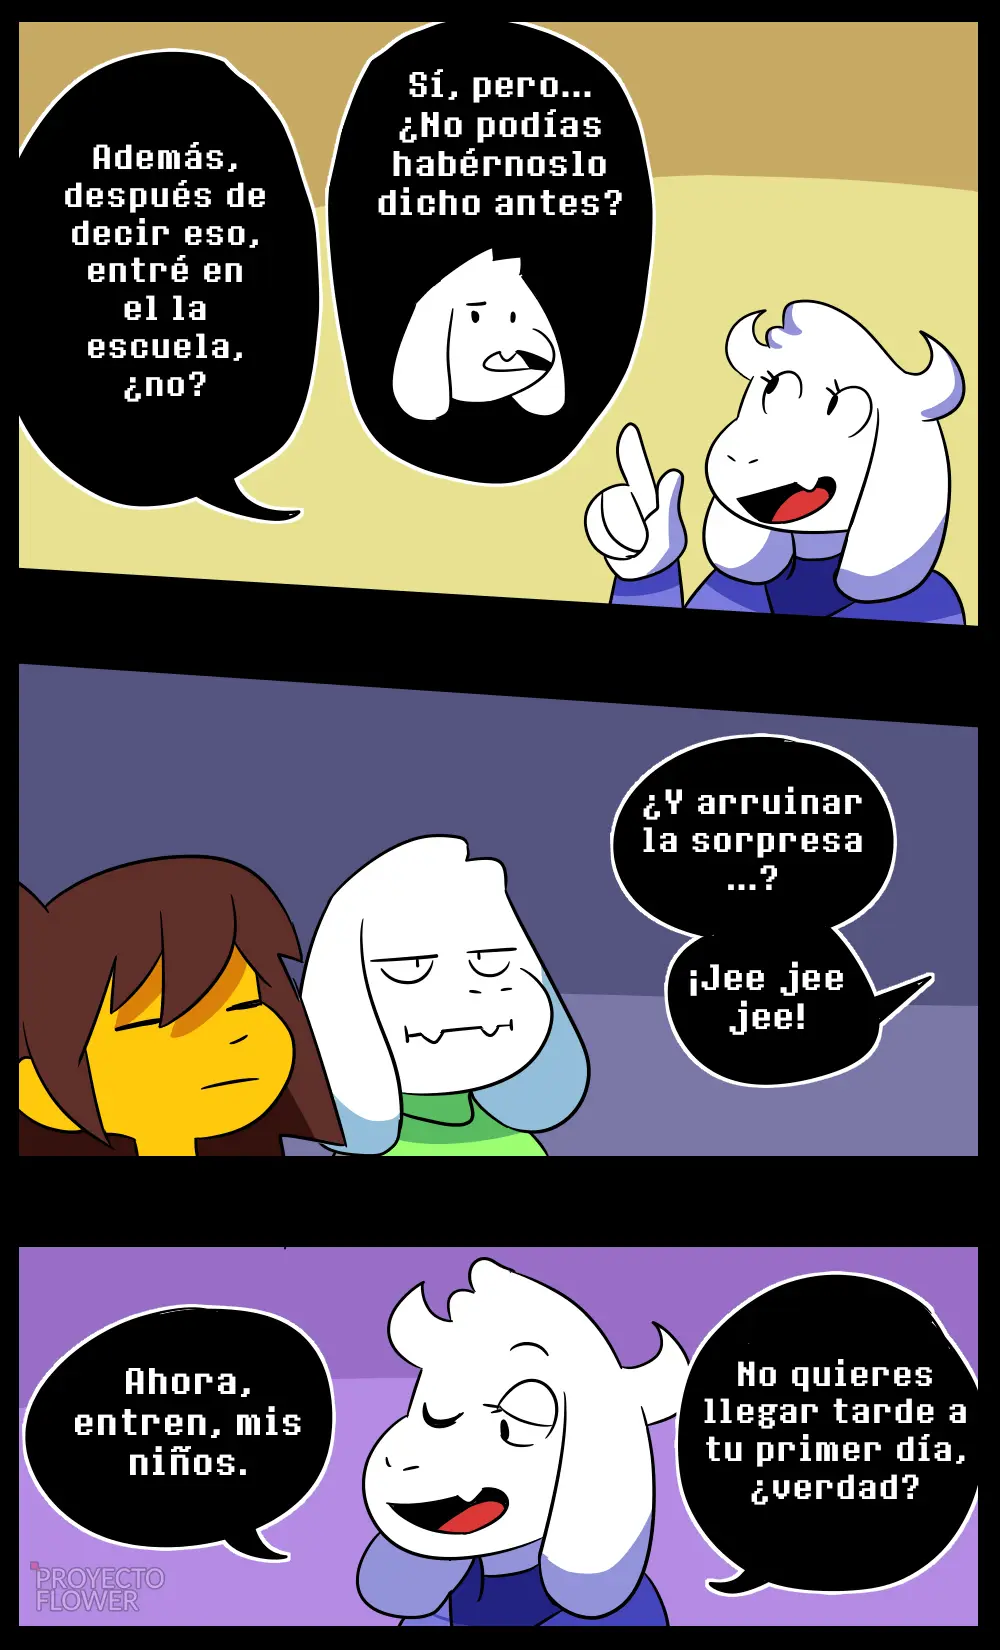 Además,
después de
decir eso,
entré en
el la
escuela,
¿no?
Sí, pero...
¿No podías
habérnoslo
dicho antes?
¿Y arruinar
la sorpresa
...?
¡Jee jee
jee!
Ahora,
entren, mis
niños.
No quieres
llegar tarde a
tu primer día,
¿verdad?
PROYECTO
FLOWER